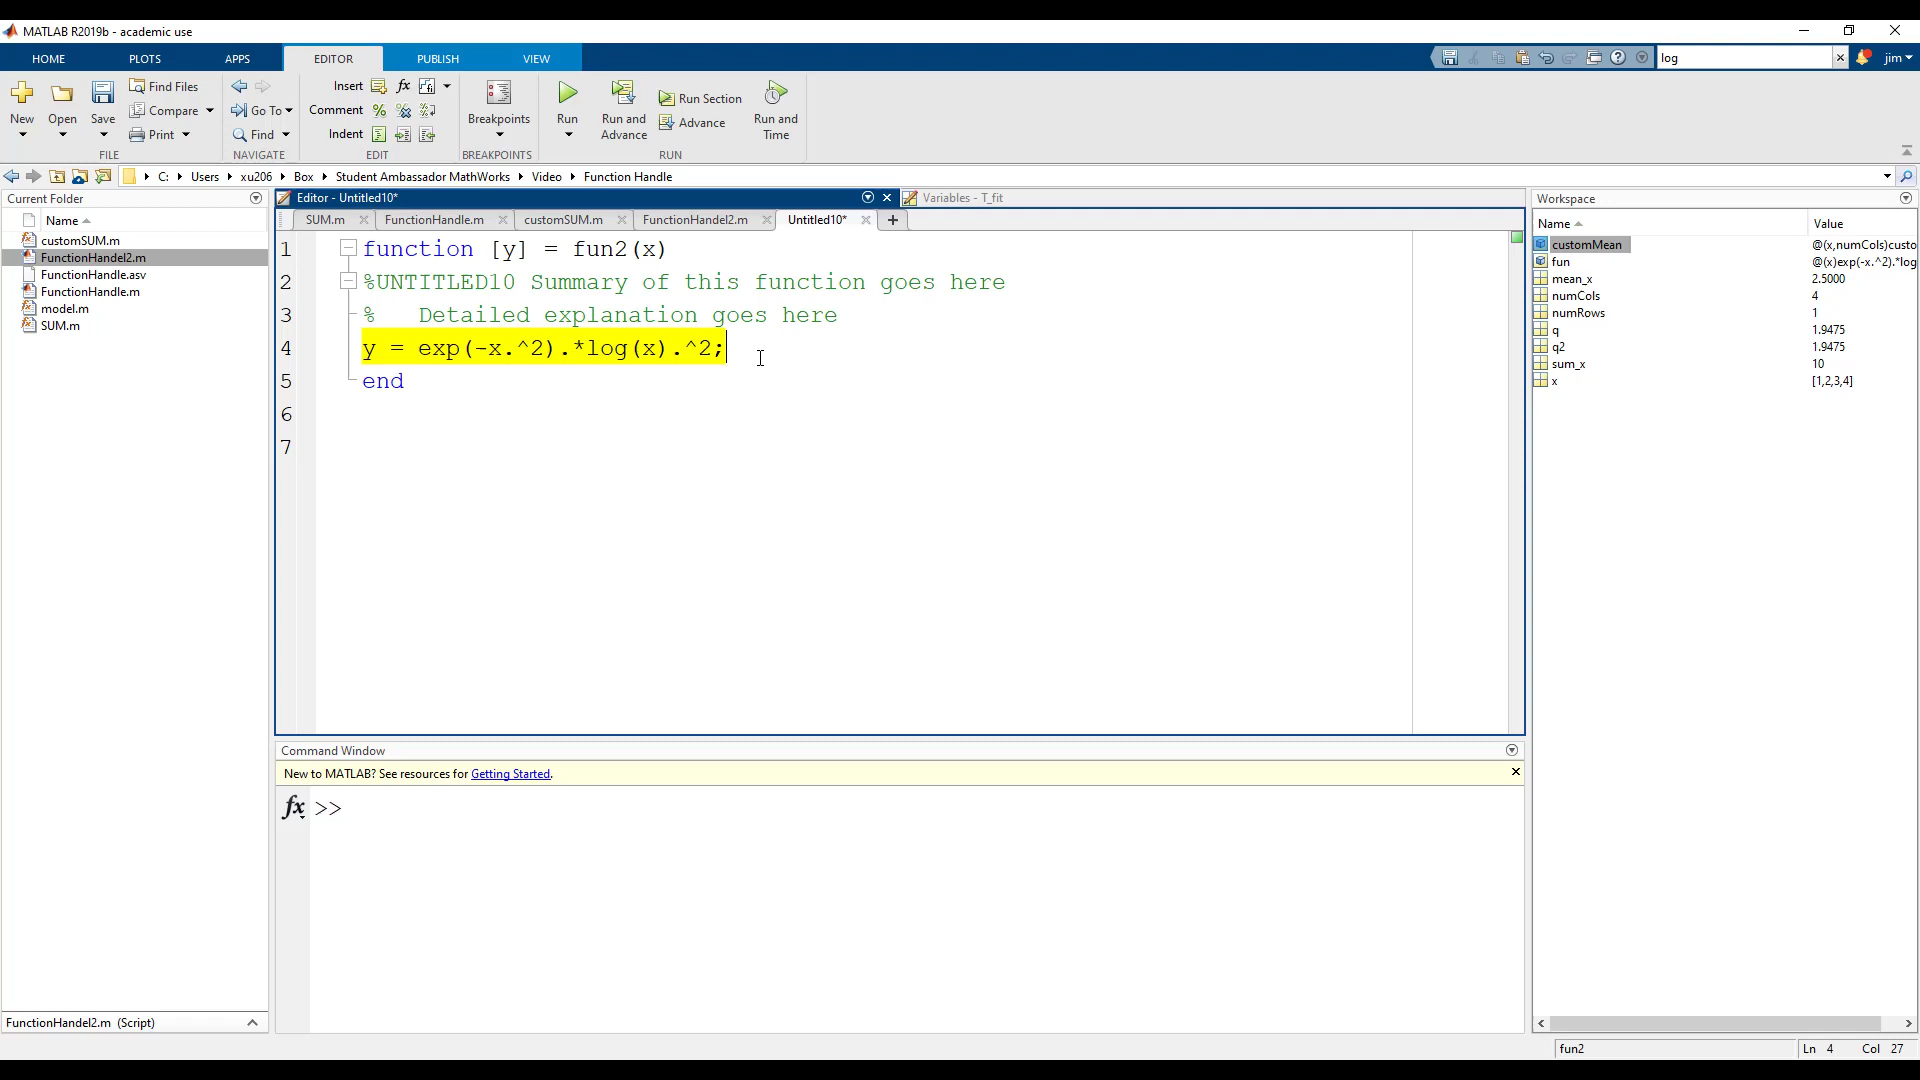 MATLAB R2019b - academic use
HOME PLOTS APPS EDITOR PUBLISH VIEW log jim
New Open Save Find Files Compare Print
FILE
Go To Find
NAVIGATE
Insert fx
Comment
Indent
EDIT
Breakpoints
BREAKPOINTS
Run Run and Advance Run Section Advance Run and Time
RUN
C: Users xu206 Box Student Ambassador MathWorks Video Function Handle
Current Folder
Name
customSUM.m
FunctionHandel2.m
FunctionHandle.asv
FunctionHandle.m
model.m
SUM.m
FunctionHandel2.m (Script)
Editor - Untitled10*
Variables - T_fit
SUM.m FunctionHandle.m customSUM.m FunctionHandel2.m Untitled10* +
1 function [y] = fun2(x)
2 %UNTITLED10 Summary of this function goes here
3 % Detailed explanation goes here
4 y = exp(-x.^2).*log(x).^2;
5 end
6
7
Command Window
New to MATLAB? See resources for Getting Started.
fx >>
Workspace
Name Value
customMean @(x,numCols)custo
fun @(x)exp(-x.^2).*log
mean_x 2.5000
numCols 4
numRows 1
q 1.9475
q2 1.9475
sum_x 10
x [1,2,3,4]
fun2 Ln 4 Col 27